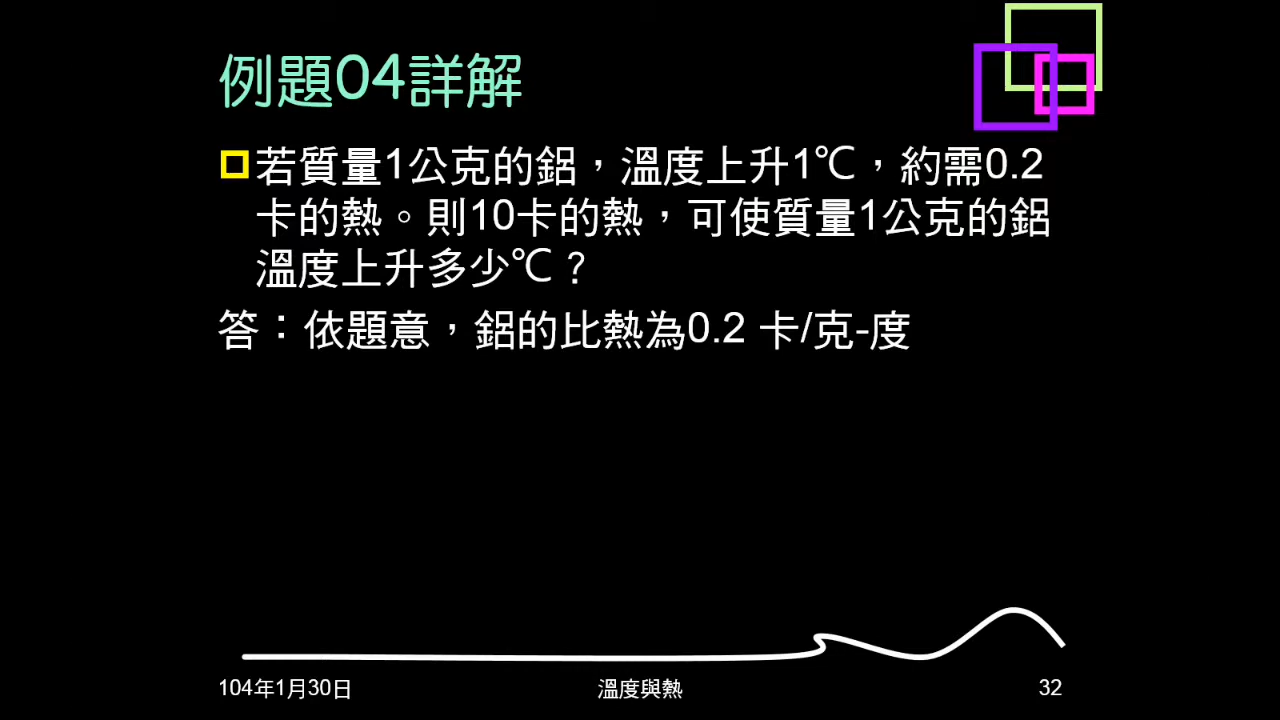 例題04詳解
若質量1公克的鋁，溫度上升1℃，約需0.2
卡的熱。則10卡的熱，可使質量1公克的鋁
溫度上升多少℃？
答：依題意，鋁的比熱為0.2 卡/克-度
104年1月30日
溫度與熱
32